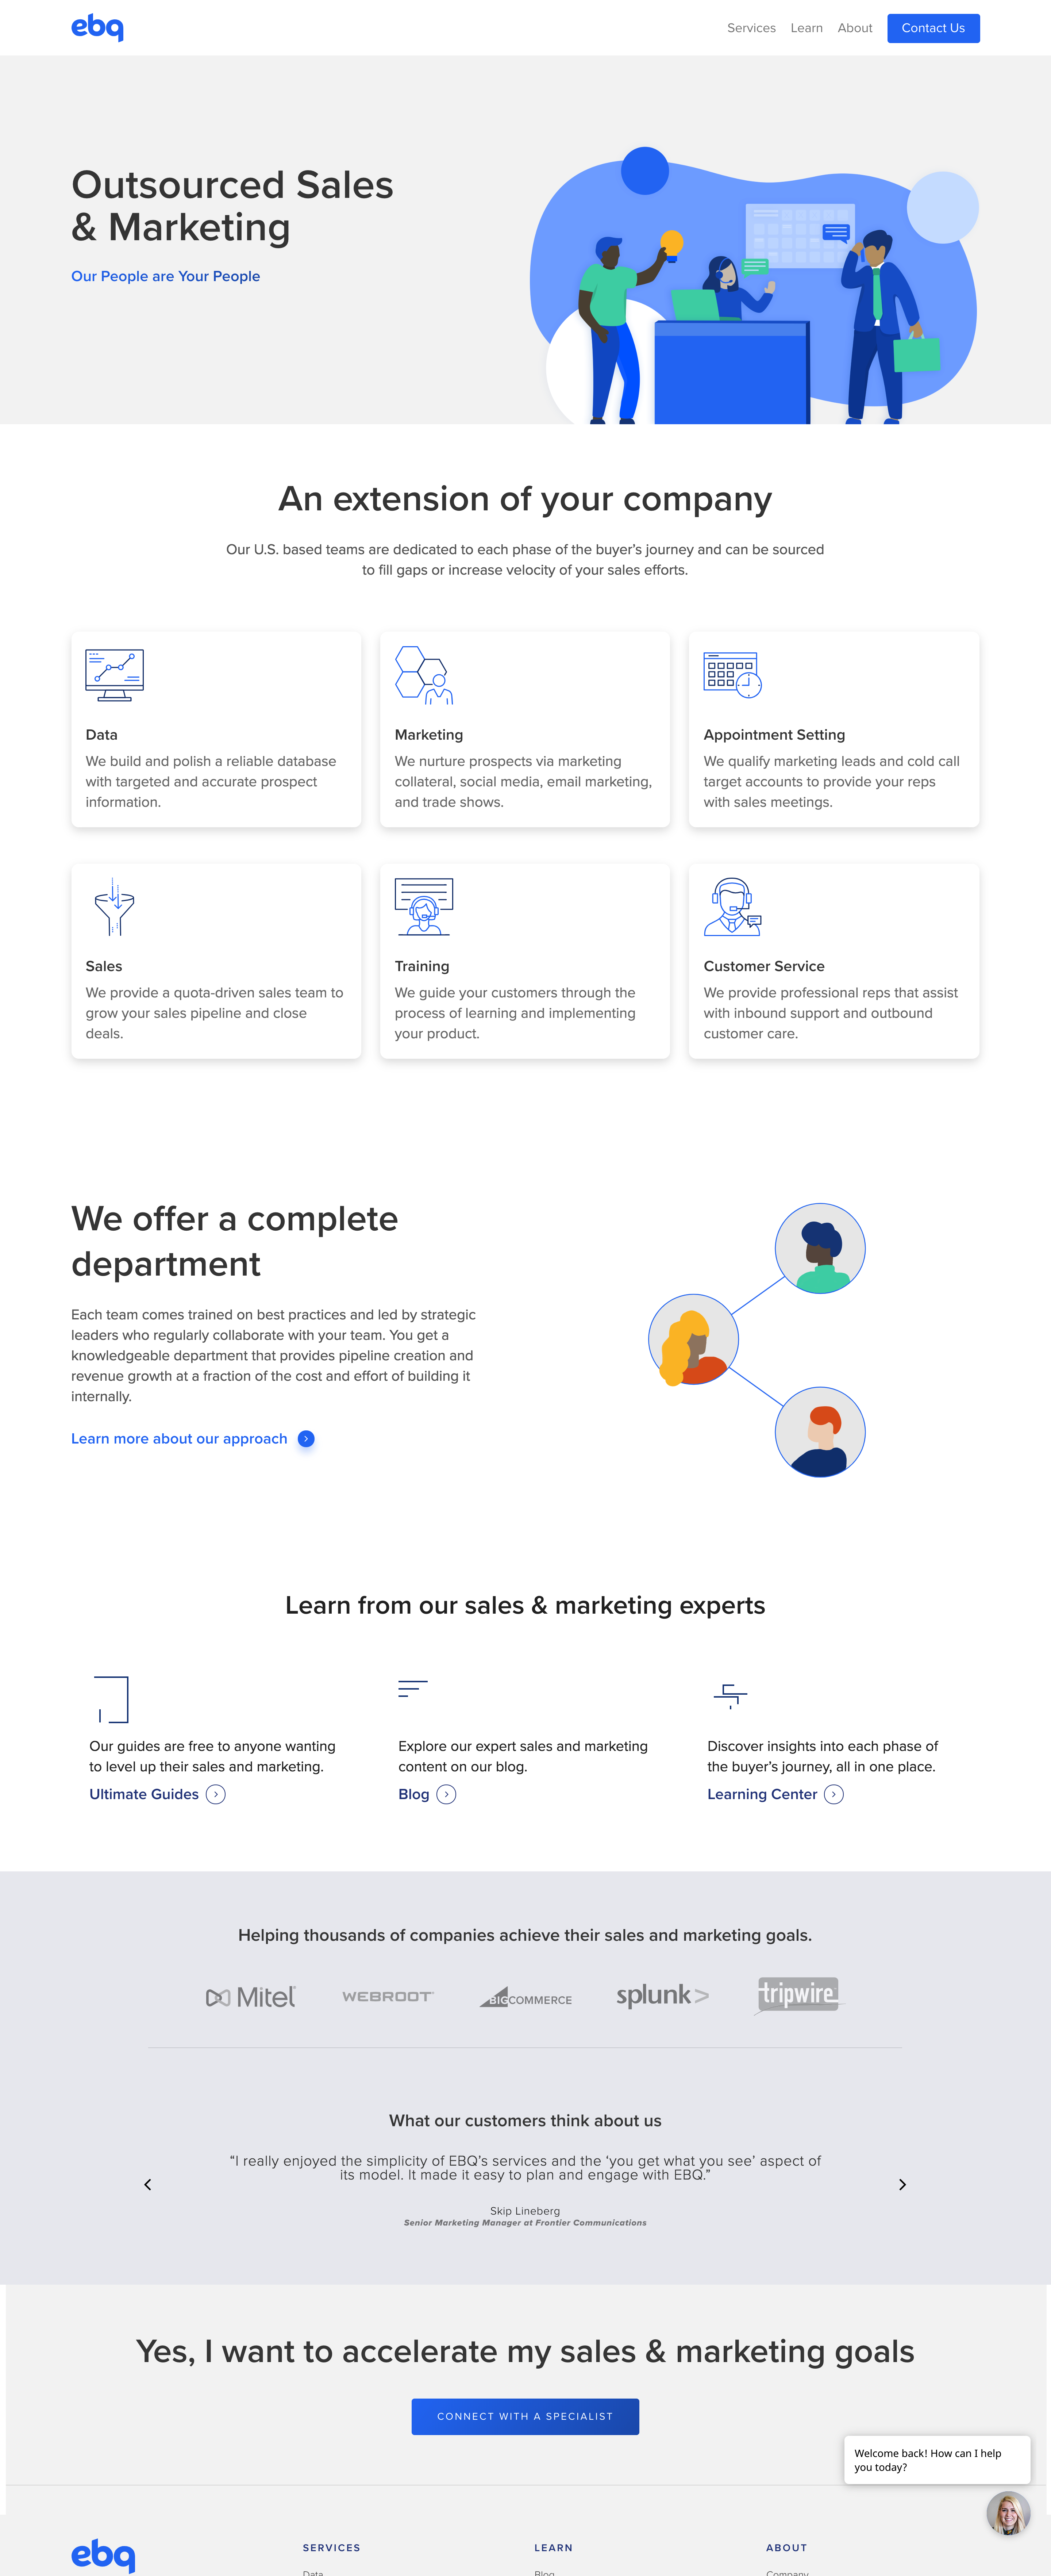 ebq
Services Learn About Contact Us
Outsourced Sales
& Marketing
Our People are Your People
An extension of your company
Our U.S. based teams are dedicated to each phase of the buyer’s journey and can be sourced
to fill gaps or increase velocity of your sales efforts.
Data
We build and polish a reliable database
with targeted and accurate prospect
information.
Marketing
We nurture prospects via marketing
collateral, social media, email marketing,
and trade shows.
Appointment Setting
We qualify marketing leads and cold call
target accounts to provide your reps
with sales meetings.
Sales
We provide a quota-driven sales team to
grow your sales pipeline and close
deals.
Training
We guide your customers through the
process of learning and implementing
your product.
Customer Service
We provide professional reps that assist
with inbound support and outbound
customer care.
We offer a complete
department
Each team comes trained on best practices and led by strategic
leaders who regularly collaborate with your team. You get a
knowledgeable department that provides pipeline creation and
revenue growth at a fraction of the cost and effort of building it
internally.
Learn more about our approach
Learn from our sales & marketing experts
Our guides are free to anyone wanting
to level up their sales and marketing.
Ultimate Guides
Explore our expert sales and marketing
content on our blog.
Blog
Discover insights into each phase of
the buyer’s journey, all in one place.
Learning Center
Helping thousands of companies achieve their sales and marketing goals.
Mitel WEBROOT BIGCOMMERCE splunk> tripwire
What our customers think about us
“I really enjoyed the simplicity of EBQ’s services and the ‘you get what you see’ aspect of
its model. It made it easy to plan and engage with EBQ.”
Skip Lineberg
Senior Marketing Manager at Frontier Communications
Yes, I want to accelerate my sales & marketing goals
CONNECT WITH A SPECIALIST
Welcome back! How can I help
you today?
ebq
SERVICES LEARN ABOUT
Data Blog Company